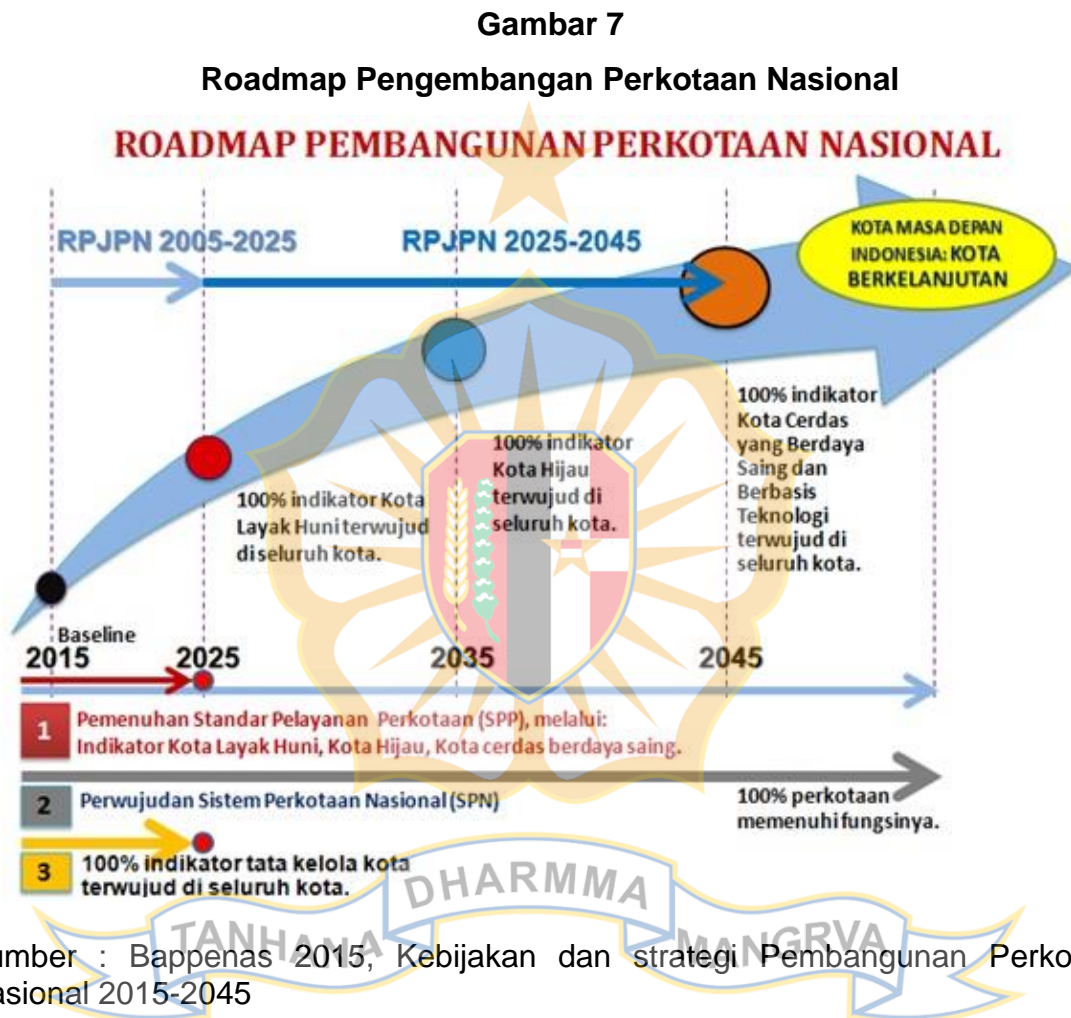 Gambar 7
Roadmap Pengembangan Perkotaan Nasional
ROADMAP PEMBANGUNAN PERKOTAAN NASIONAL
RPJPN 2005-2025
RPJPN 2025-2045
KOTA MASA DEPAN
INDONESIA: KOTA
BERKELANJUTAN
100% indikator Kota
Layak Huni terwujud
di seluruh kota.
100% indikator
Kota Hijau
terwujud di
seluruh kota.
100% indikator
Kota Cerdas
yang Berdaya
Saing dan
Berbasis
Teknologi
terwujud di
seluruh kota.
Baseline
2015
2025
2035
2045
1
Pemenuhan Standar Pelayanan Perkotaan (SPP), melalui:
Indikator Kota Layak Huni, Kota Hijau, Kota cerdas berdaya saing.
2
Perwujudan Sistem Perkotaan Nasional (SPN)
100% perkotaan
memenuhi fungsinya.
3
100% indikator tata kelola kota
terwujud di seluruh kota.
TANHANA DHARMMA MANGRVA
umber : Bappenas 2015, Kebijakan dan strategi Pembangunan Perko
asional 2015-2045